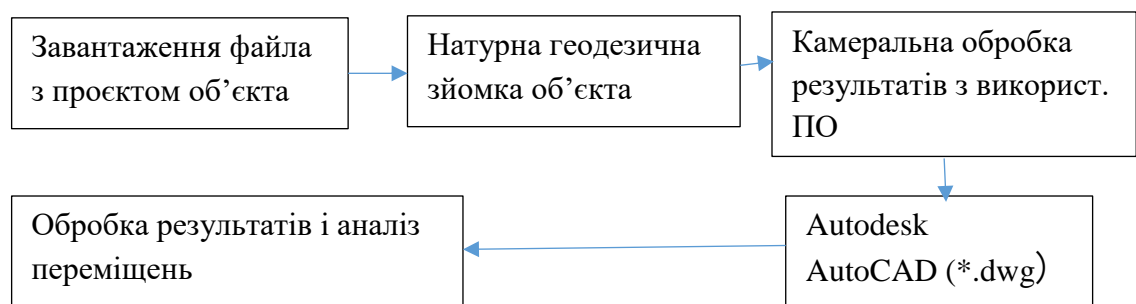 Завантаження файла
з проєктом об’єкта
Натурна геодезична
зйомка об’єкта
Камеральна обробка
результатів з використ.
ПО
Autodesk
AutoCAD (*.dwg）
Обробка результатів і аналіз
переміщень